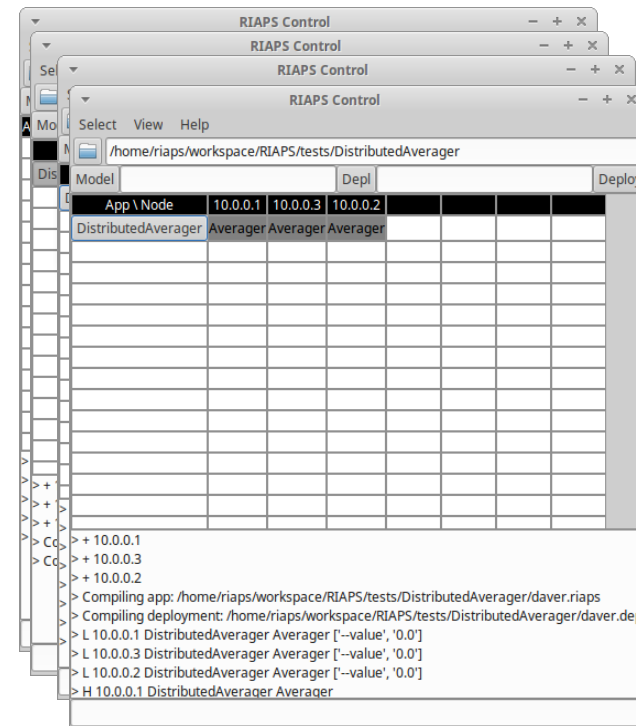 RIAPS Control
RIAPS Control
Sel
RIAPS Control
Mo
Dis
RIAPS Control
Select View Help
/home/riaps/workspace/RIAPS/tests/DistributedAverager
Model Depl Deploy
App \ Node 10.0.0.1 10.0.0.3 10.0.0.2
DistributedAverager Averager Averager Averager
> + 10.0.0.1
> + 10.0.0.3
> + 10.0.0.2
> Compiling app: /home/riaps/workspace/RIAPS/tests/DistributedAverager/daver.riaps
> Compiling deployment: /home/riaps/workspace/RIAPS/tests/DistributedAverager/daver.de
> L 10.0.0.1 DistributedAverager Averager ['--value', '0.0']
> L 10.0.0.3 DistributedAverager Averager ['--value', '0.0']
> L 10.0.0.2 DistributedAverager Averager ['--value', '0.0']
> H 10.0.0.1 DistributedAverager Averager